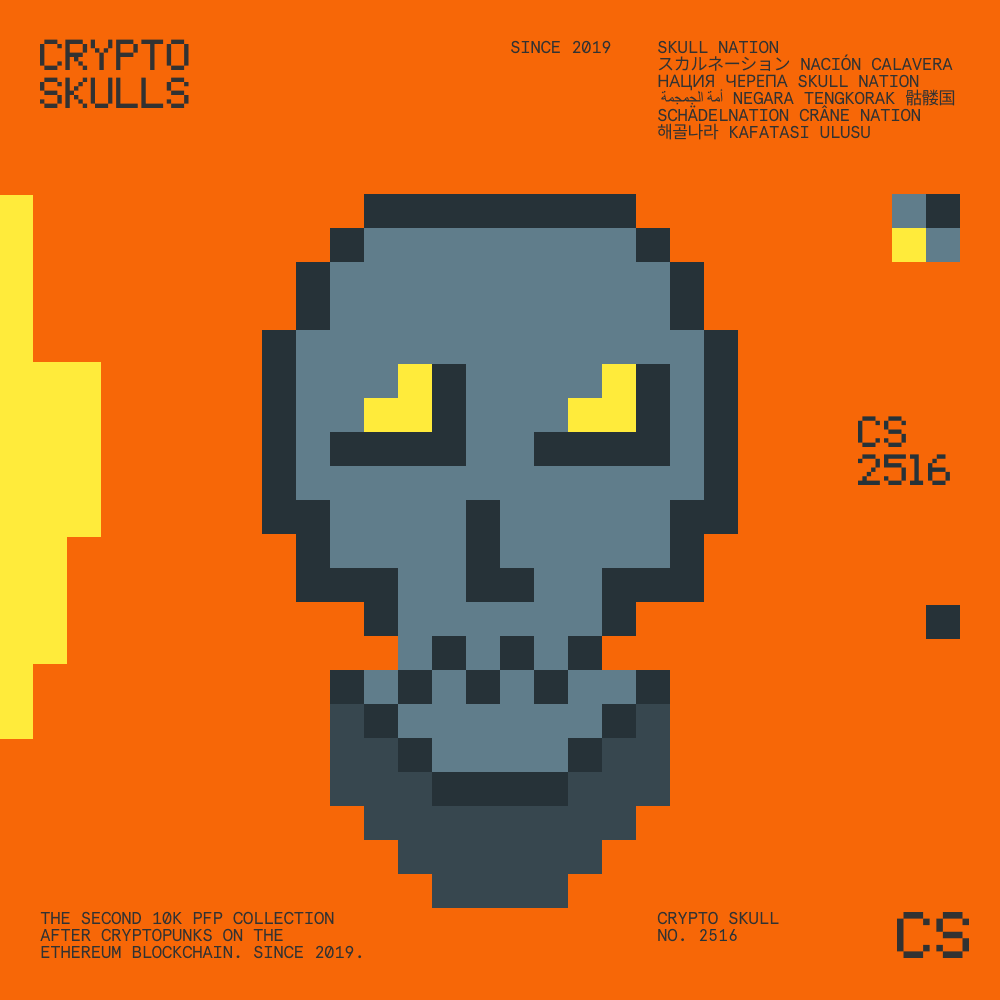 CRYPTO
SKULLS
SINCE 2019
SKULL NATION
スカルネーション NACIÓN CALAVERA
НАЦИЯ ЧЕРЕПА SKULL NATION
أمة الجمجمة NEGARA TENGKORAK 骷髅国
SCHÄDELNATION CRÂNE NATION
해골나라 KAFATASI ULUSU
CS
2516
THE SECOND 10K PFP COLLECTION
AFTER CRYPTOPUNKS ON THE
ETHEREUM BLOCKCHAIN. SINCE 2019.
CRYPTO SKULL
NO. 2516
CS